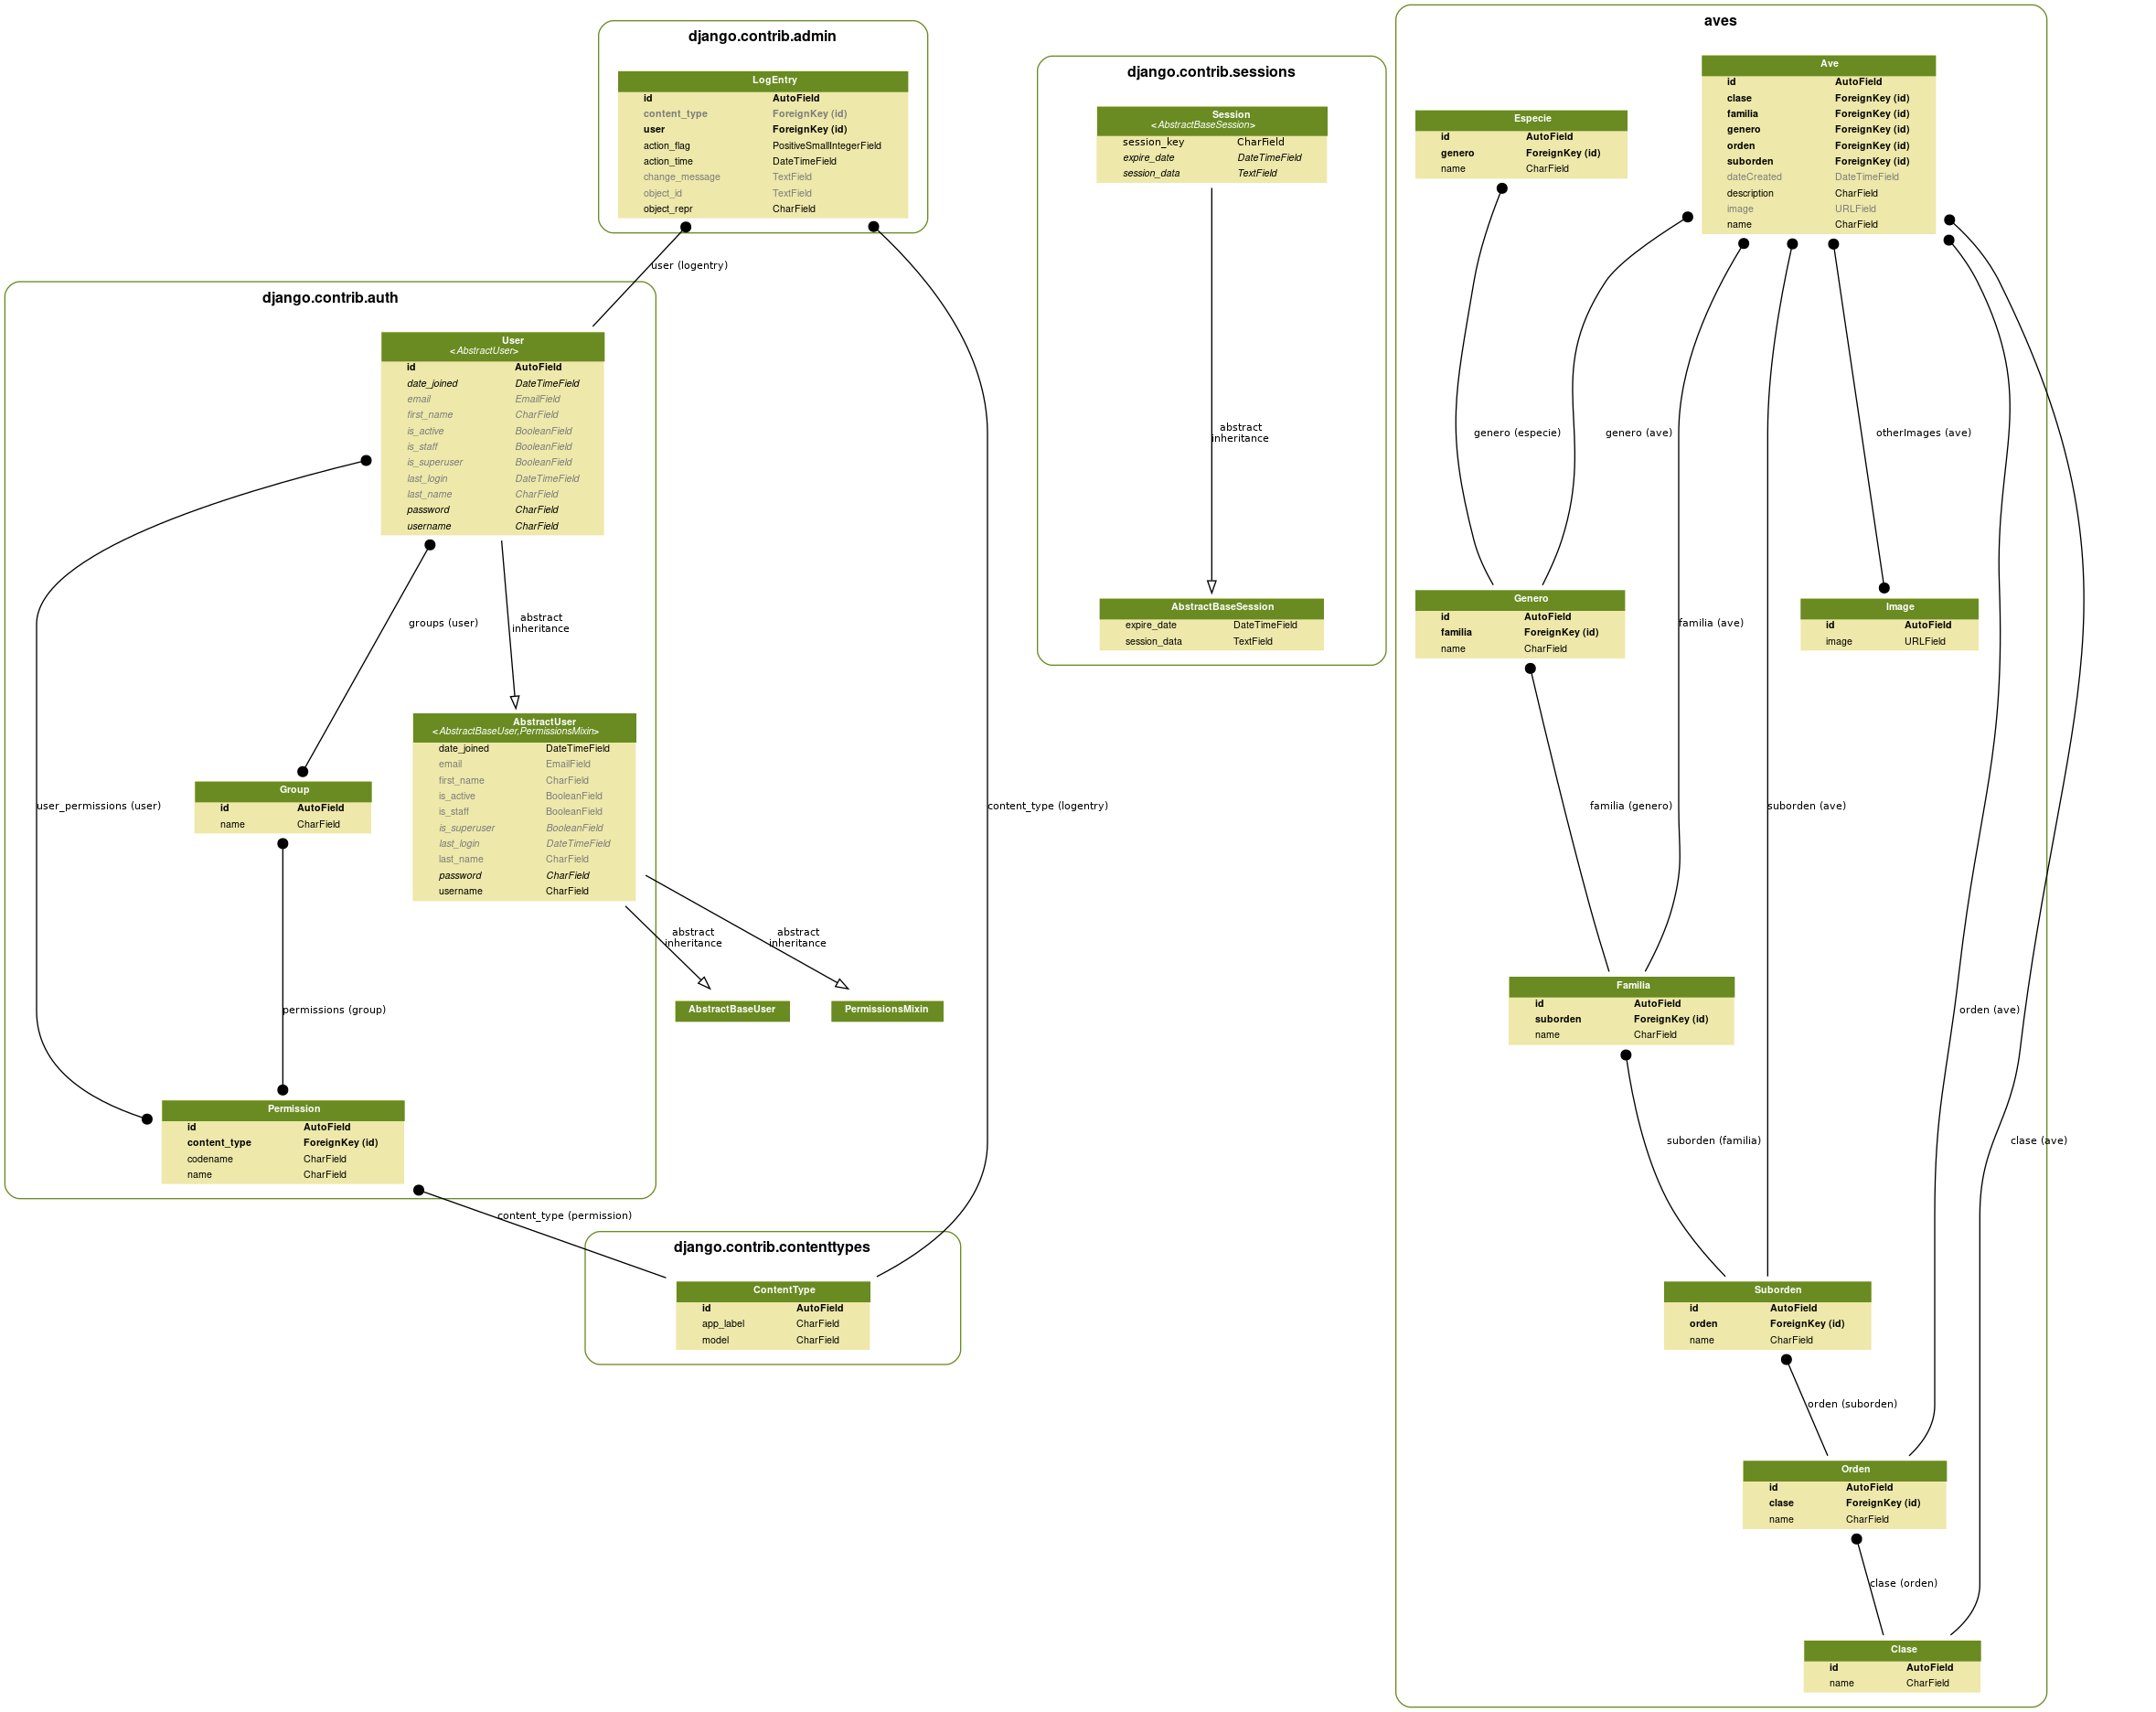 django.contrib.admin
LogEntry
id AutoField
content_type ForeignKey (id)
user ForeignKey (id)
action_flag PositiveSmallIntegerField
action_time DateTimeField
change_message TextField
object_id TextField
object_repr CharField
user (logentry)
content_type (logentry)
django.contrib.auth
User
<AbstractUser>
id AutoField
date_joined DateTimeField
email EmailField
first_name CharField
is_active BooleanField
is_staff BooleanField
is_superuser BooleanField
last_login DateTimeField
last_name CharField
password CharField
username CharField
groups (user)
abstract
inheritance
user_permissions (user)
AbstractUser
<AbstractBaseUser,PermissionsMixin>
date_joined DateTimeField
email EmailField
first_name CharField
is_active BooleanField
is_staff BooleanField
is_superuser BooleanField
last_login DateTimeField
last_name CharField
password CharField
username CharField
Group
id AutoField
name CharField
permissions (group)
abstract
inheritance
abstract
inheritance
AbstractBaseUser
PermissionsMixin
Permission
id AutoField
content_type ForeignKey (id)
codename CharField
name CharField
content_type (permission)
django.contrib.contenttypes
ContentType
id AutoField
app_label CharField
model CharField
django.contrib.sessions
Session
<AbstractBaseSession>
session_key CharField
expire_date DateTimeField
session_data TextField
abstract
inheritance
AbstractBaseSession
expire_date DateTimeField
session_data TextField
aves
Ave
id AutoField
clase ForeignKey (id)
familia ForeignKey (id)
genero ForeignKey (id)
orden ForeignKey (id)
suborden ForeignKey (id)
dateCreated DateTimeField
description CharField
image URLField
name CharField
Especie
id AutoField
genero ForeignKey (id)
name CharField
genero (especie)
genero (ave)
otherImages (ave)
Genero
id AutoField
familia ForeignKey (id)
name CharField
Image
id AutoField
image URLField
familia (ave)
familia (genero)
suborden (ave)
Familia
id AutoField
suborden ForeignKey (id)
name CharField
orden (ave)
suborden (familia)
clase (ave)
Suborden
id AutoField
orden ForeignKey (id)
name CharField
orden (suborden)
Orden
id AutoField
clase ForeignKey (id)
name CharField
clase (orden)
Clase
id AutoField
name CharField